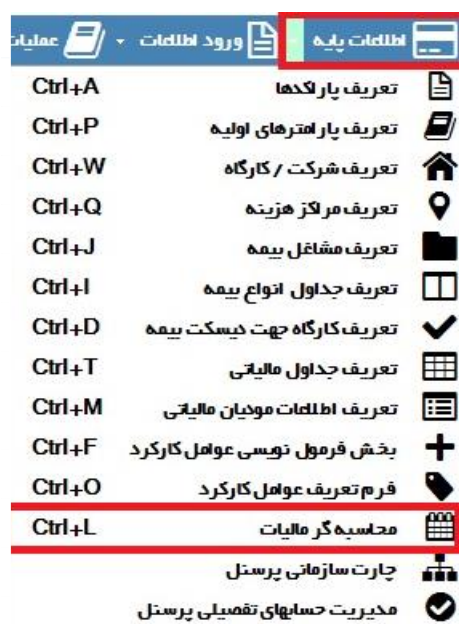 اطلاعات پایه ورود اطلاعات عملیات
تعریف پاراکدها Ctrl+A
تعریف پارامترهای اولیه Ctrl+P
تعریف شرکت / کارگاه Ctrl+W
تعریف مراکز هزینه Ctrl+Q
تعریف مشاغل بیمه Ctrl+J
تعریف جداول انواع بیمه Ctrl+I
تعریف کارگاه جهت دیسکت بیمه Ctrl+D
تعریف جداول مالیاتی Ctrl+T
تعریف اطلاعات مودیان مالیاتی Ctrl+M
بخش فرمول نویسی عوامل کارکرد Ctrl+F
فرم تعریف عوامل کارکرد Ctrl+O
محاسبه گر مالیات Ctrl+L
چارت سازمانی پرسنل
مدیریت حسابهای تفصیلی پرسنل